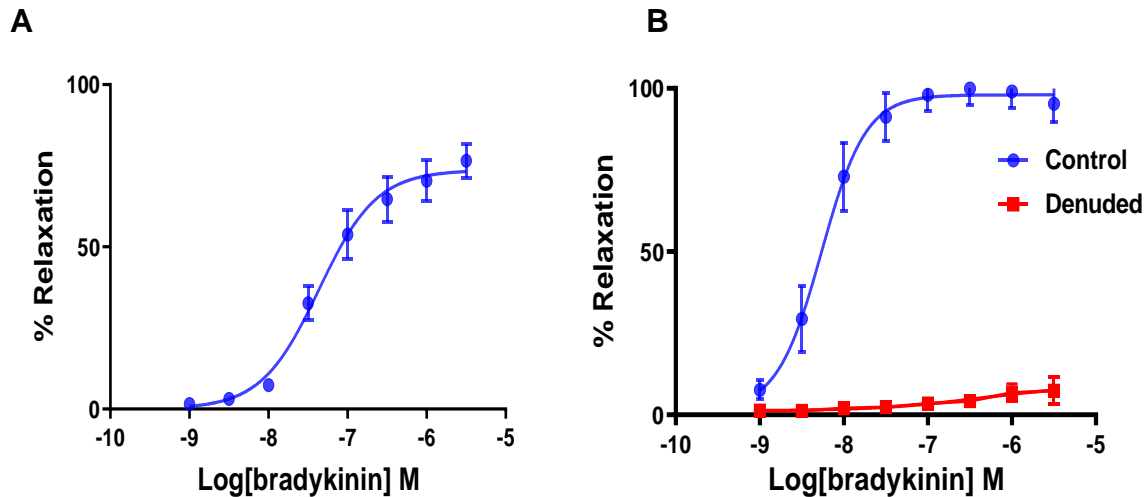 A
% Relaxation
100
50
0
-10 -9 -8 -7 -6 -5
Log[bradykinin] M
B
% Relaxation
100
50
0
-10 -9 -8 -7 -6 -5
Log[bradykinin] M
Control
Denuded